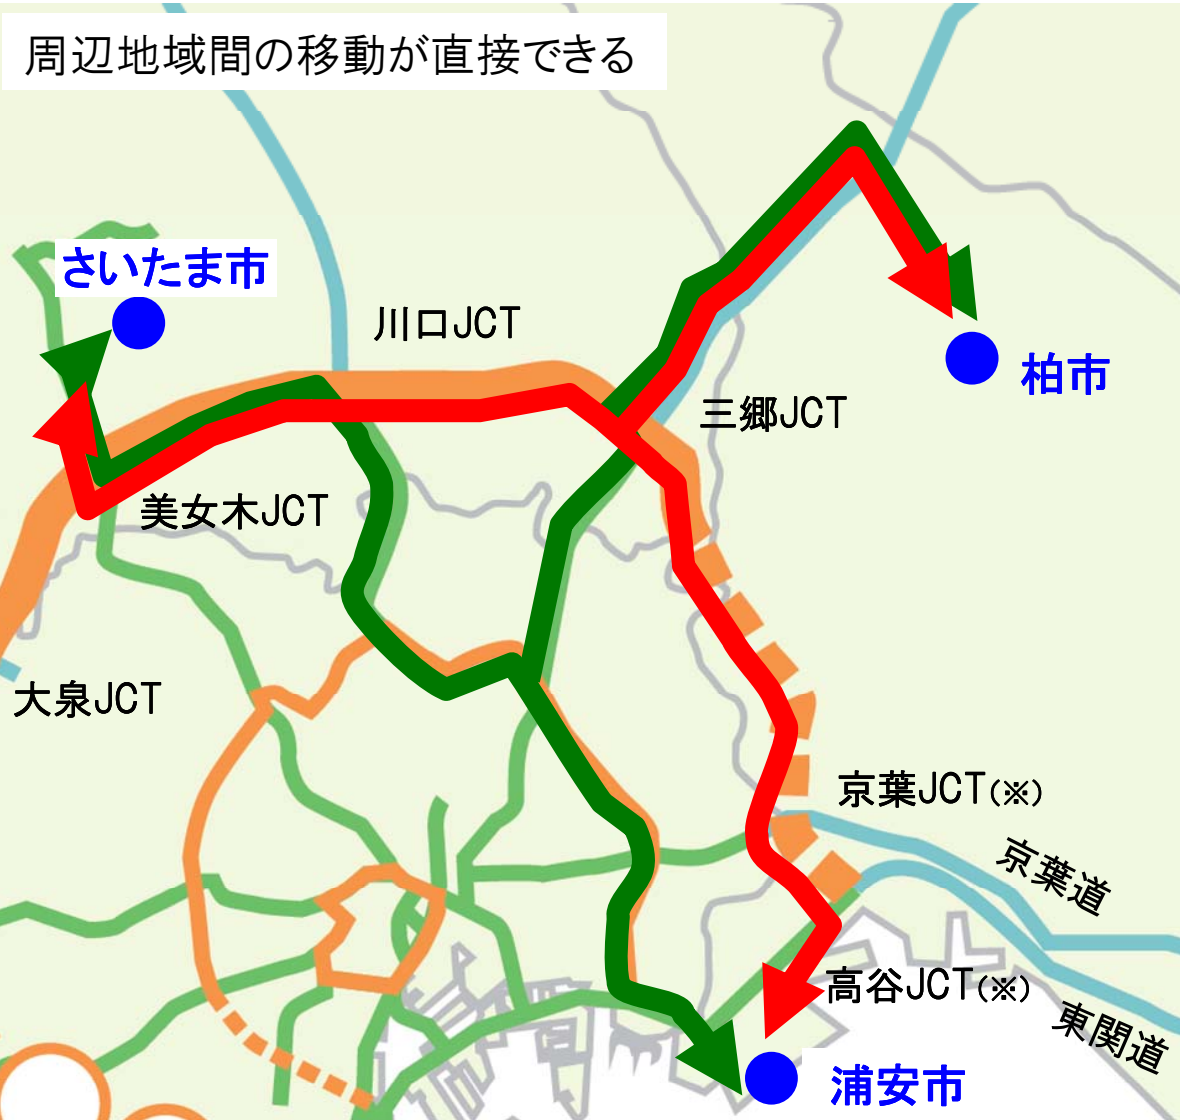 周辺地域間の移動が直接できる
さいたま市
川口JCT
柏市
三郷JCT
美女木JCT
大泉JCT
京葉JCT(※)
京葉道
高谷JCT(※)
東関道
浦安市